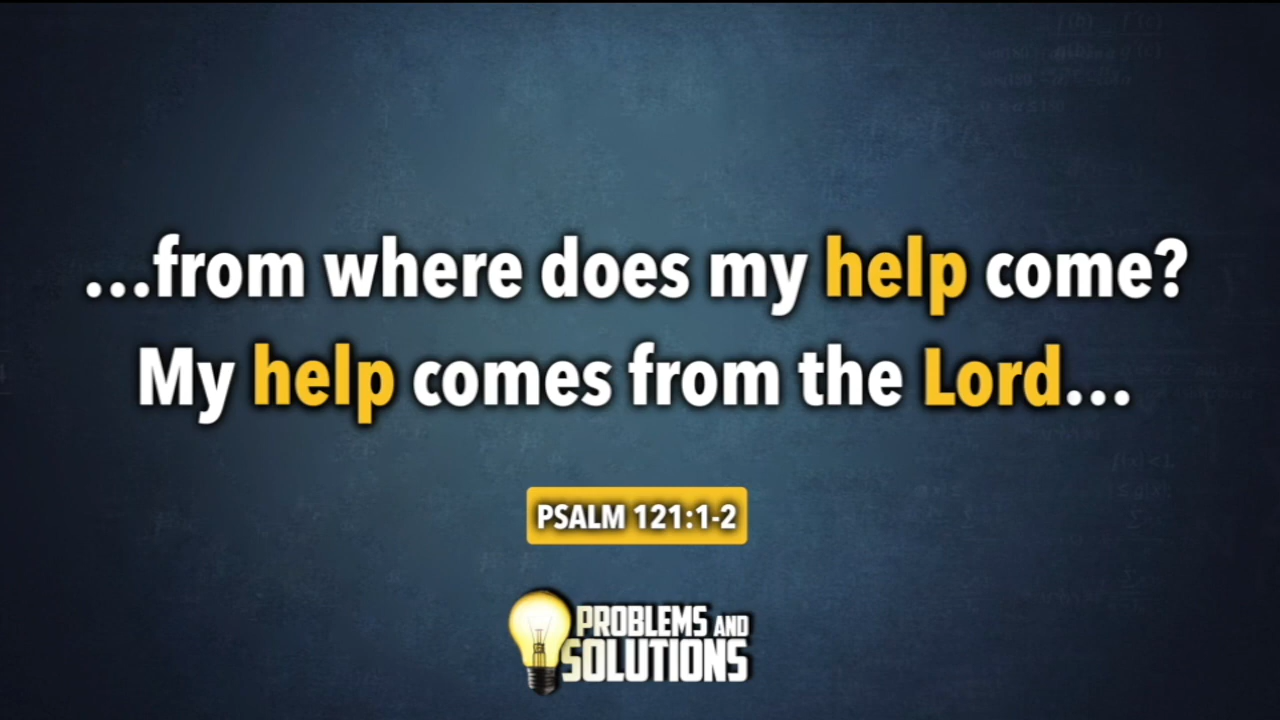 ...from where does my help come?
My help comes from the Lord...
PSALM 121:1-2
PROBLEMS AND
SOLUTIONS